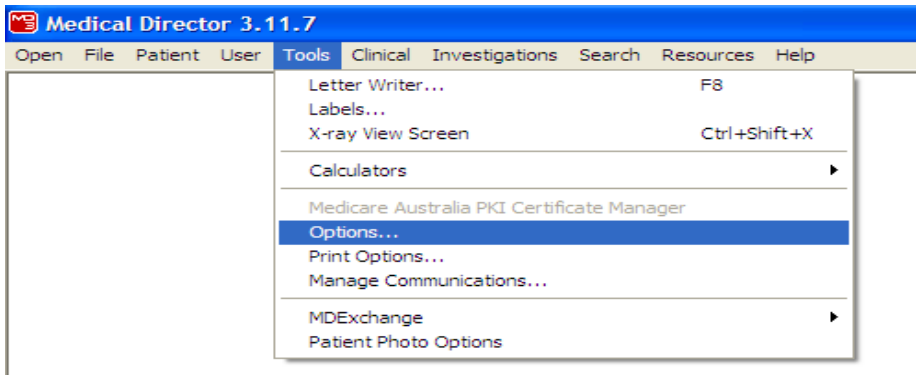 Medical Director 3.11.7
Open File Patient User Tools Clinical Investigations Search Resources Help
Letter Writer... F8
Labels...
X-ray View Screen Ctrl+Shift+X
Calculators
Medicare Australia PKI Certificate Manager
Options...
Print Options...
Manage Communications...
MDExchange
Patient Photo Options